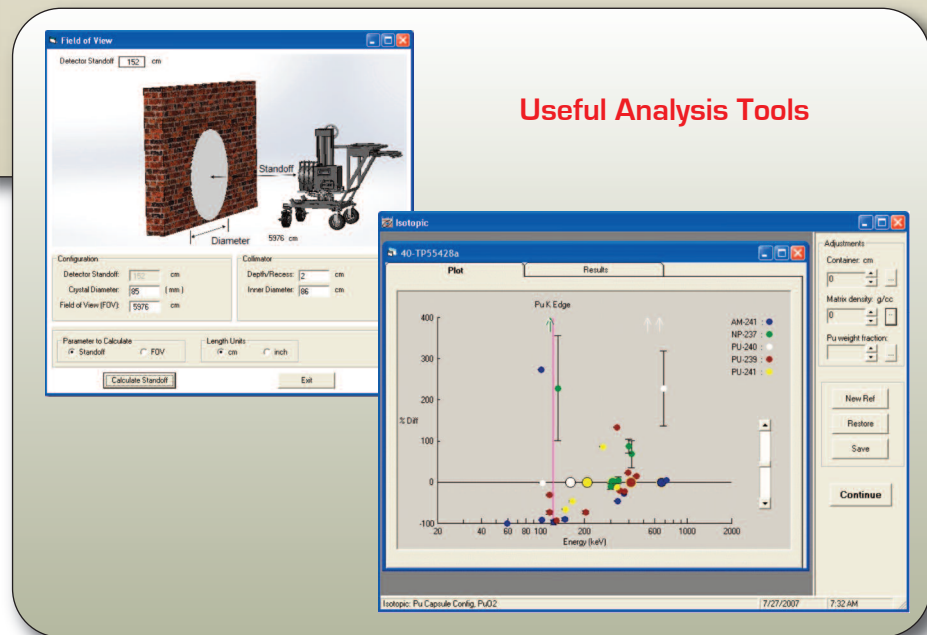 Field of View
Detector Standoff 152 cm
Standoff
Diameter
5976 cm
Configuration
Detector Standoff: 152 cm
Crystal Diameter: 85 (mm)
Field of View (FOV): 5976 cm
Collimator
Depth/Recess: 2 cm
Inner Diameter: 86 cm
Parameter to Calculate
Standoff FOV
Length Units
cm inch
Calculate Standoff Exit
Useful Analysis Tools
Isotopic
40-TP55428a
Plot Results
Pu K Edge
400
300
200
100
0
-100
% Diff
20 40 60 80 100 200 400 600 1000 2000
Energy (keV)
AM-241 :
NP-237 :
PU-240 :
PU-239 :
PU-241 :
Adjustments
Container: cm
0 ...
Matrix density: g/cc
0 ...
Pu weight fraction:
...
New Ref
Restore
Save
Continue
Isotopic: Pu Capsule Config, PuO2 7/27/2007 7:32 AM